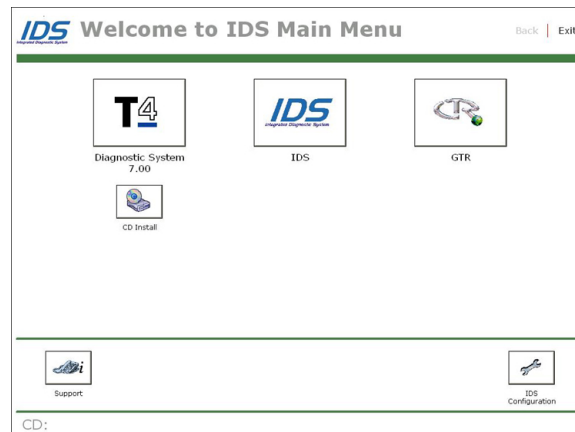 IDS Welcome to IDS Main Menu Back Exit
Integrated Diagnostic System
T4 IDS GTR
Integrated Diagnostic System
Diagnostic System IDS GTR
7.00
CD Install
i
Support IDS
Configuration
CD: